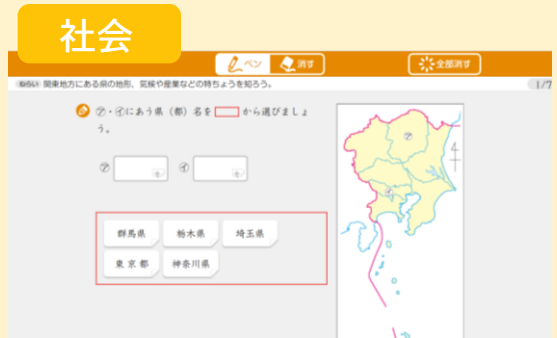 社会
ペン 消す 全部消す
ねらい 関東地方にある県の地形、気候や産業などの特ちょうを知ろう。 1/7
㋐・㋑にあう県（都）名を から選びましょ
う。
㋐ ㋑
群馬県 栃木県 埼玉県
東京都 神奈川県
㋐
㋑